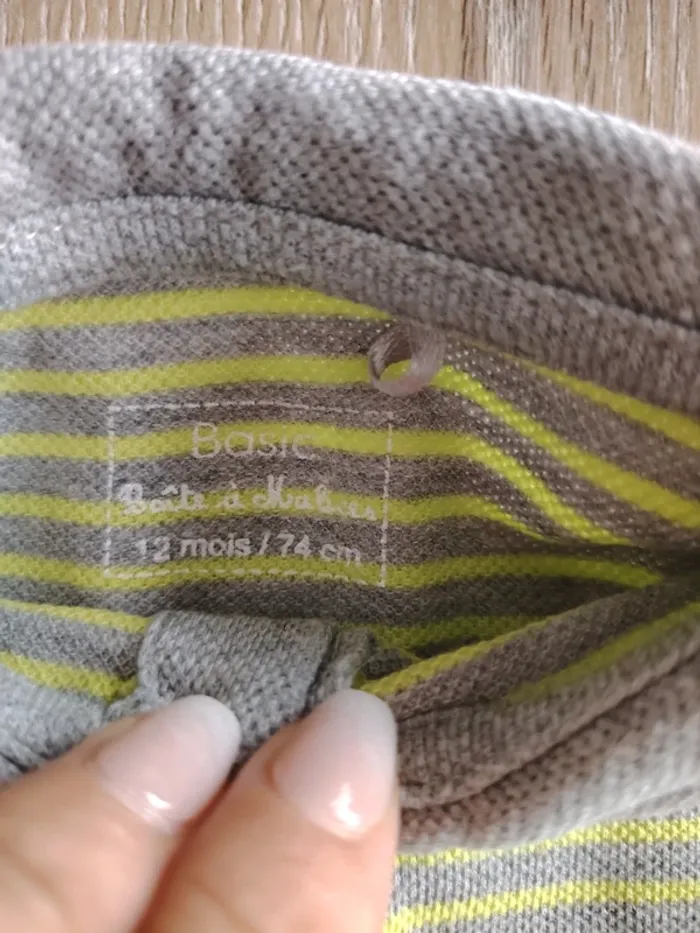 Basic
Boîte à Malices
12 mois / 74 cm